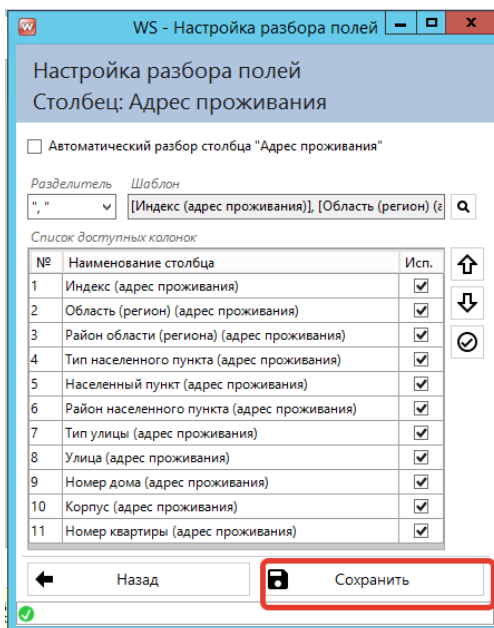 WS - Настройка разбора полей
Настройка разбора полей
Столбец: Адрес проживания
Автоматический разбор столбца "Адрес проживания"
Разделитель Шаблон
", " [Индекс (адрес проживания)], [Область (регион) (а
Список доступных колонок
№ Наименование столбца Исп.
1 Индекс (адрес проживания)
2 Область (регион) (адрес проживания)
3 Район области (региона) (адрес проживания)
4 Тип населенного пункта (адрес проживания)
5 Населенный пункт (адрес проживания)
6 Район населенного пункта (адрес проживания)
7 Тип улицы (адрес проживания)
8 Улица (адрес проживания)
9 Номер дома (адрес проживания)
10 Корпус (адрес проживания)
11 Номер квартиры (адрес проживания)
Назад Сохранить